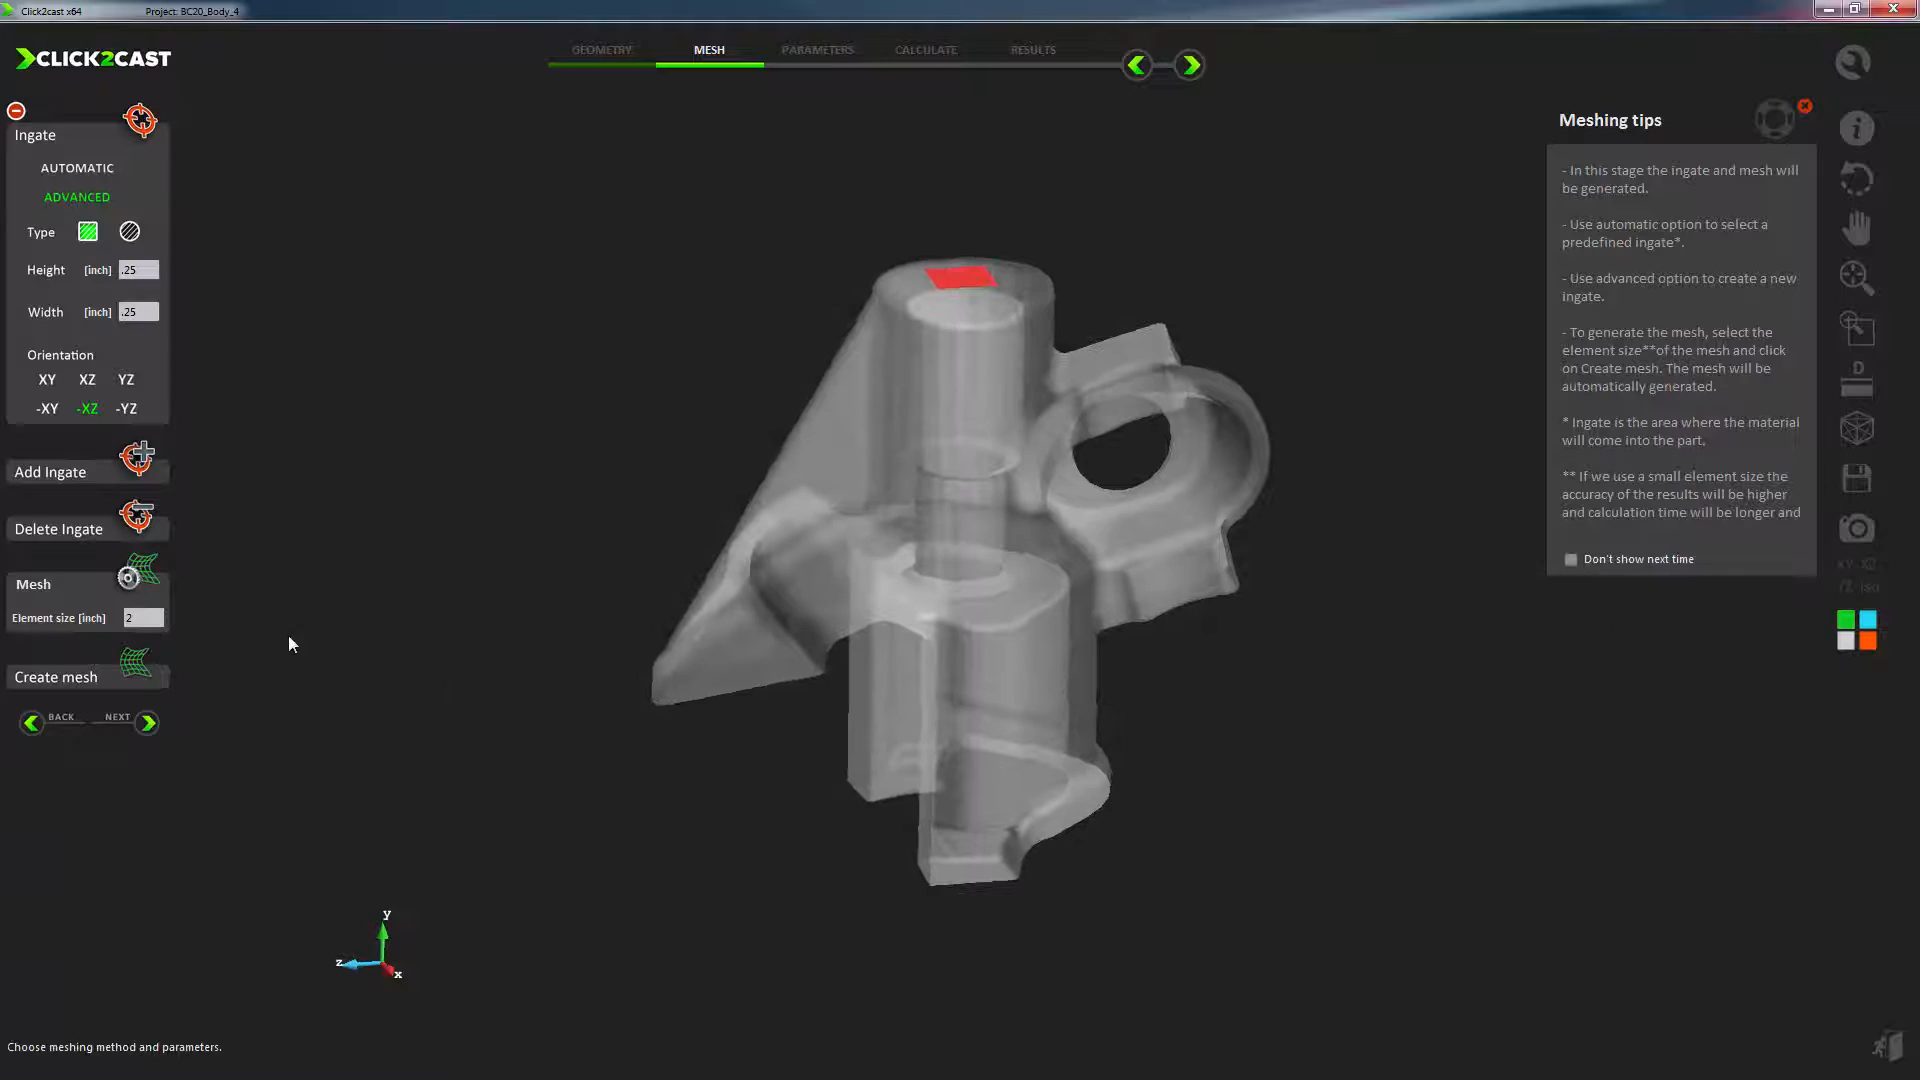 Click2cast x64
Project: BC20_Body_4
CLICK2CAST
GEOMETRY
MESH
PARAMETERS
CALCULATE
RESULTS
Ingate
AUTOMATIC
ADVANCED
Type
Height [inch] .25
Width [inch] .25
Orientation
XY XZ YZ
-XY -XZ -YZ
Add Ingate
Delete Ingate
Mesh
Element size [inch] 2
Create mesh
BACK NEXT
Meshing tips
- In this stage the ingate and mesh will
be generated.
- Use automatic option to select a
predefined ingate*.
- Use advanced option to create a new
ingate.
- To generate the mesh, select the
element size**of the mesh and click
on Create mesh. The mesh will be
automatically generated.
* Ingate is the area where the material
will come into the part.
** If we use a small element size the
accuracy of the results will be higher
and calculation time will be longer and
Don't show next time
D
XY XZ
YZ Iso
y
z
x
Choose meshing method and parameters.